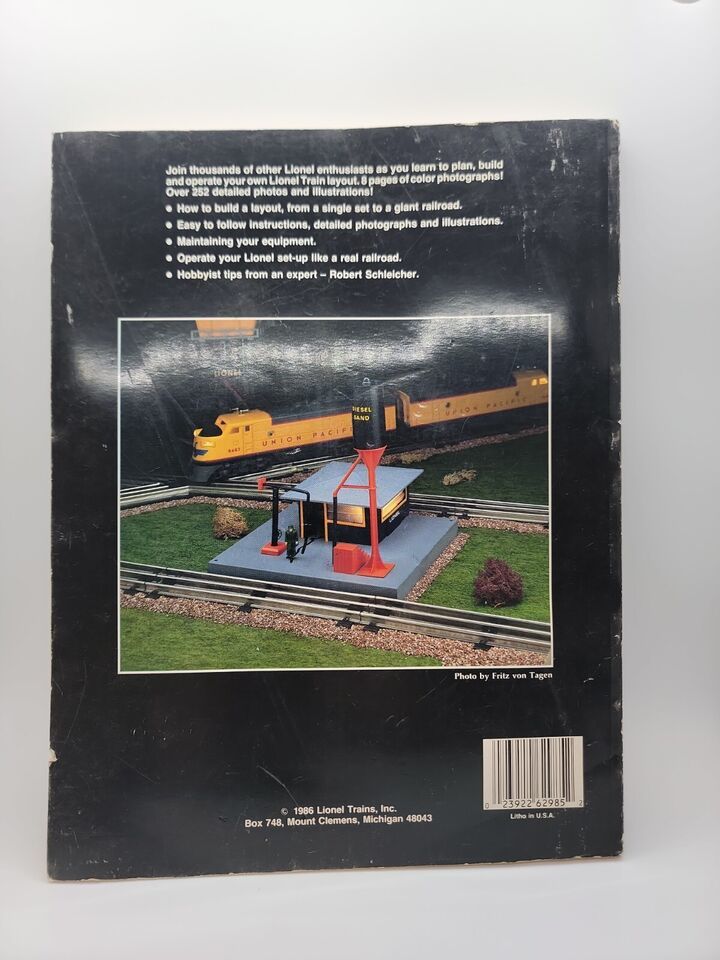 Join thousands of other Lionel enthusiasts as you learn to plan, build
and operate your own Lionel Train layout. 8 pages of color photographs!
Over 252 detailed photos and illustrations!
• How to build a layout, from a single set to a giant railroad.
• Easy to follow instructions, detailed photographs and illustrations.
• Maintaining your equipment.
• Operate your Lionel set-up like a real railroad.
• Hobbyist tips from an expert – Robert Schleicher.
LIONEL
DIESEL
SAND
UNION PACIFIC
UNION PACIFIC
Photo by Fritz von Tagen
0 23922 62985 2
Litho in U.S.A.
© 1986 Lionel Trains, Inc.
Box 748, Mount Clemens, Michigan 48043